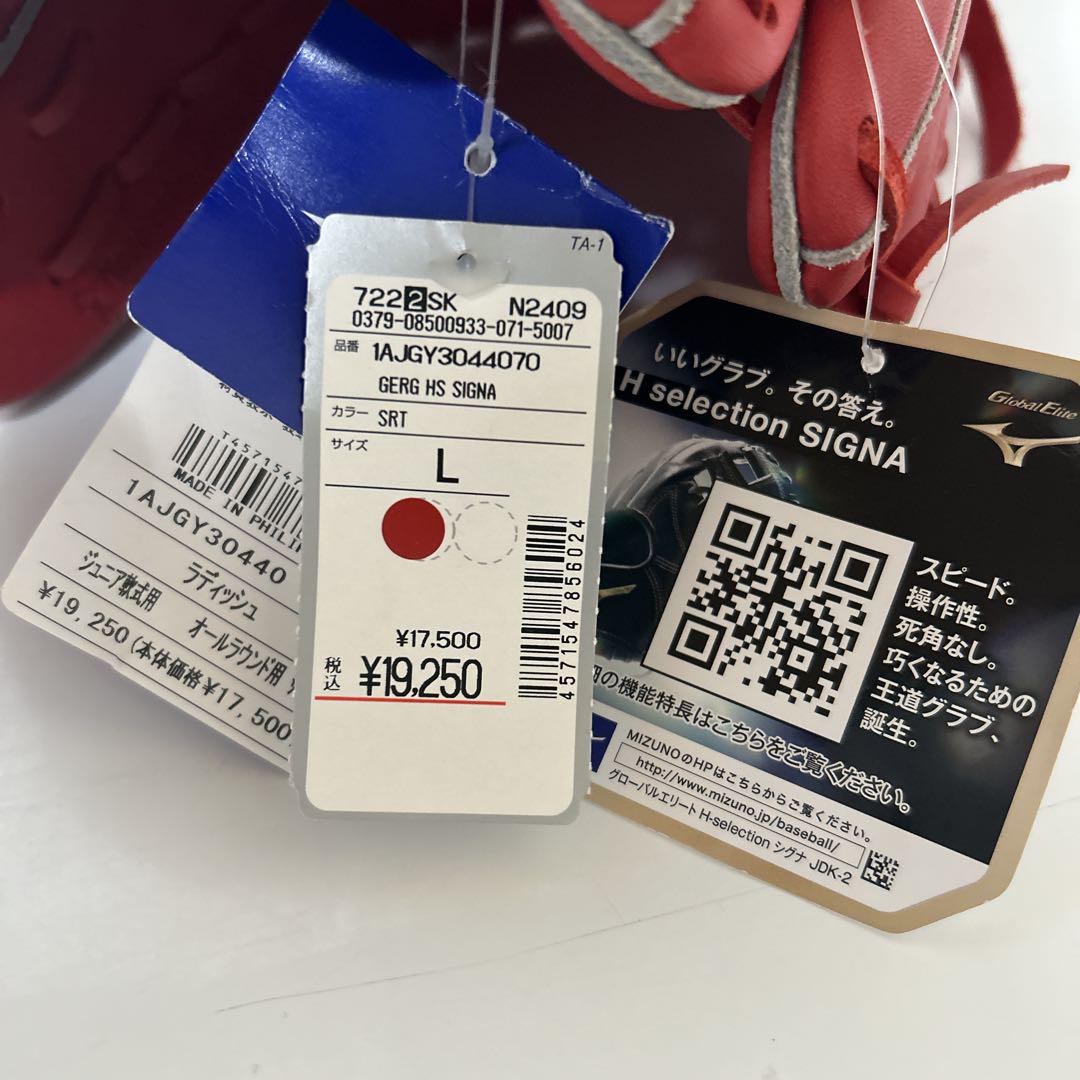 TA-1
722 2 SK N2409
0379-08500933-071-5007
品番 1AJGY3044070
GERG HS SIGNA
カラー SRT
サイズ
L
¥17,500
税込 ¥19,250
4571547856024
T4571547
MADE IN PHILI
1AJGY30440
ラディッシュ
ジュニア軟式用 オールラウンド用
¥19,250(本体価格¥17,500
いいグラブ。その答え。
H selection SIGNA
GlobalElite
スピード。
操作性。
死角なし。
巧くなるための
王道グラブ、
誕生。
の機能特長はこちらをご覧ください。
MIZUNOのHPはこちらからご覧ください。
http://www.mizuno.jp/baseball/
グローバルエリート H-selection シグナ JDK-2